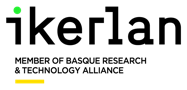 ikerlan
MEMBER OF BASQUE RESEARCH
& TECHNOLOGY ALLIANCE